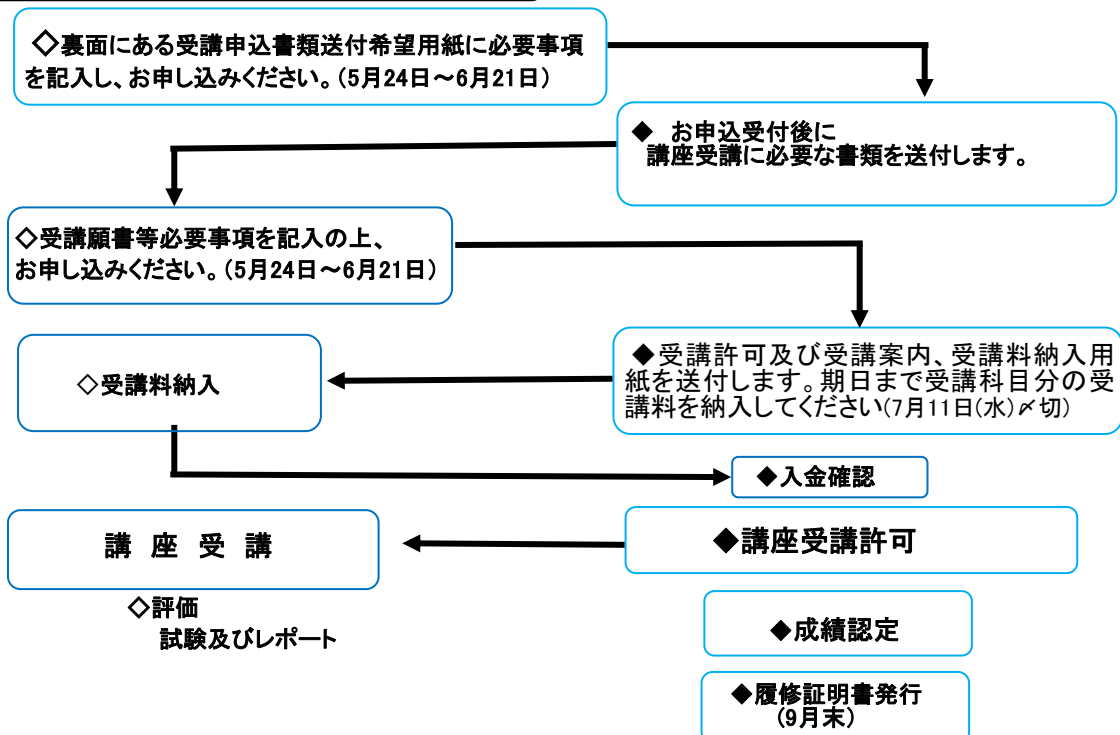 ◇裏面にある受講申込書類送付希望用紙に必要事項
を記入し、お申し込みください。(5月24日～6月21日)
◆ お申込受付後に
講座受講に必要な書類を送付します。
◇受講願書等必要事項を記入の上、
お申し込みください。(5月24日～6月21日)
◆受講許可及び受講案内、受講料納入用
紙を送付します。期日まで受講科目分の受
講料を納入してください(7月11日(水)〆切)
◇受講料納入
◆入金確認
◆講座受講許可
講 座 受 講
◇評価
試験及びレポート
◆成績認定
◆履修証明書発行
(9月末)